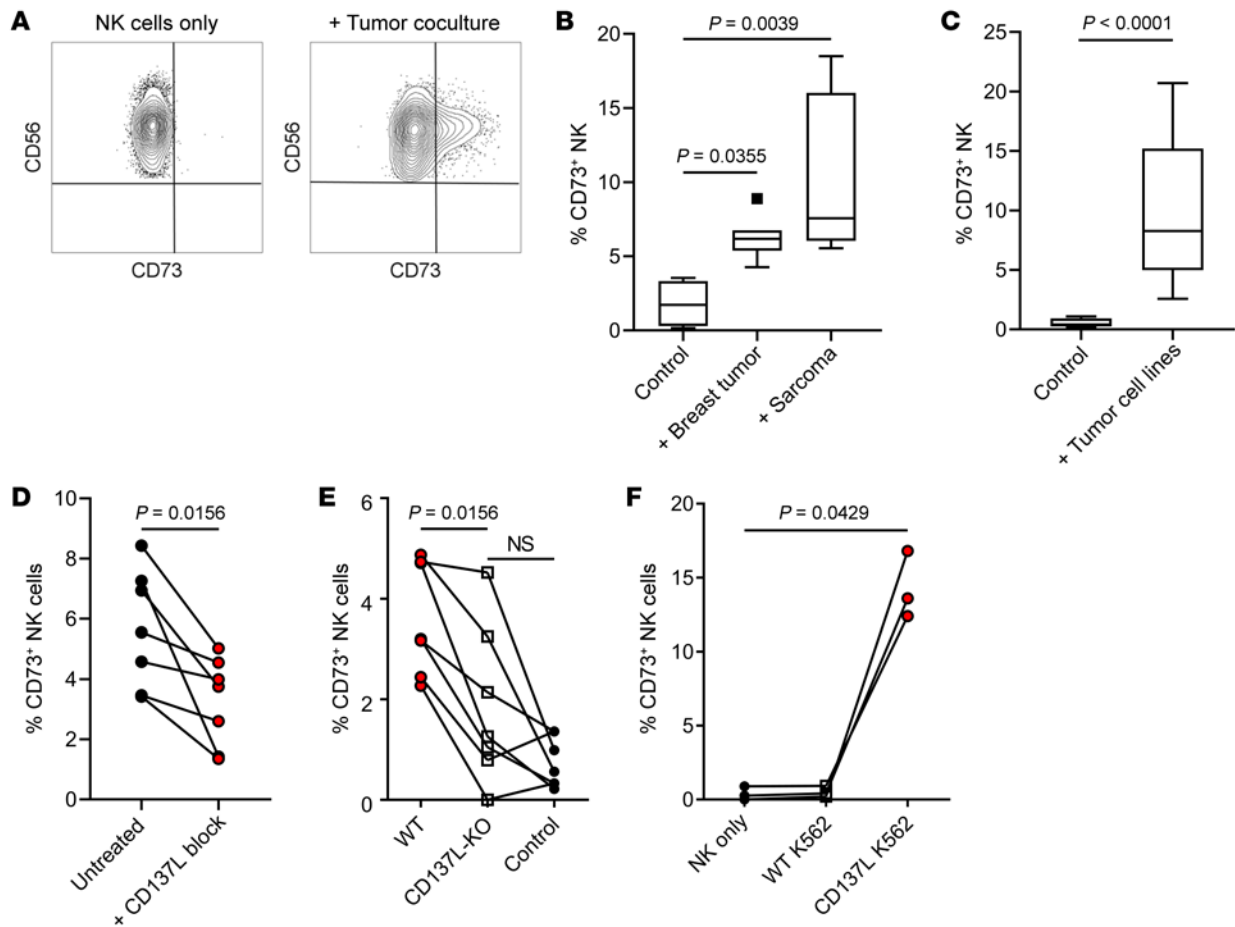 A
NK cells only
+ Tumor coculture
CD56
CD73
CD56
CD73
B
% CD73⁺ NK
20
15
10
5
0
P = 0.0039
P = 0.0355
Control
+ Breast tumor
+ Sarcoma
C
% CD73⁺ NK
25
20
15
10
5
0
P < 0.0001
Control
+ Tumor cell lines
D
% CD73⁺ NK cells
10
8
6
4
2
0
P = 0.0156
Untreated
+ CD137L block
E
% CD73⁺ NK cells
6
4
2
0
P = 0.0156
NS
WT
CD137L-KO
Control
F
% CD73⁺ NK cells
20
15
10
5
0
P = 0.0429
NK only
WT K562
CD137L K562